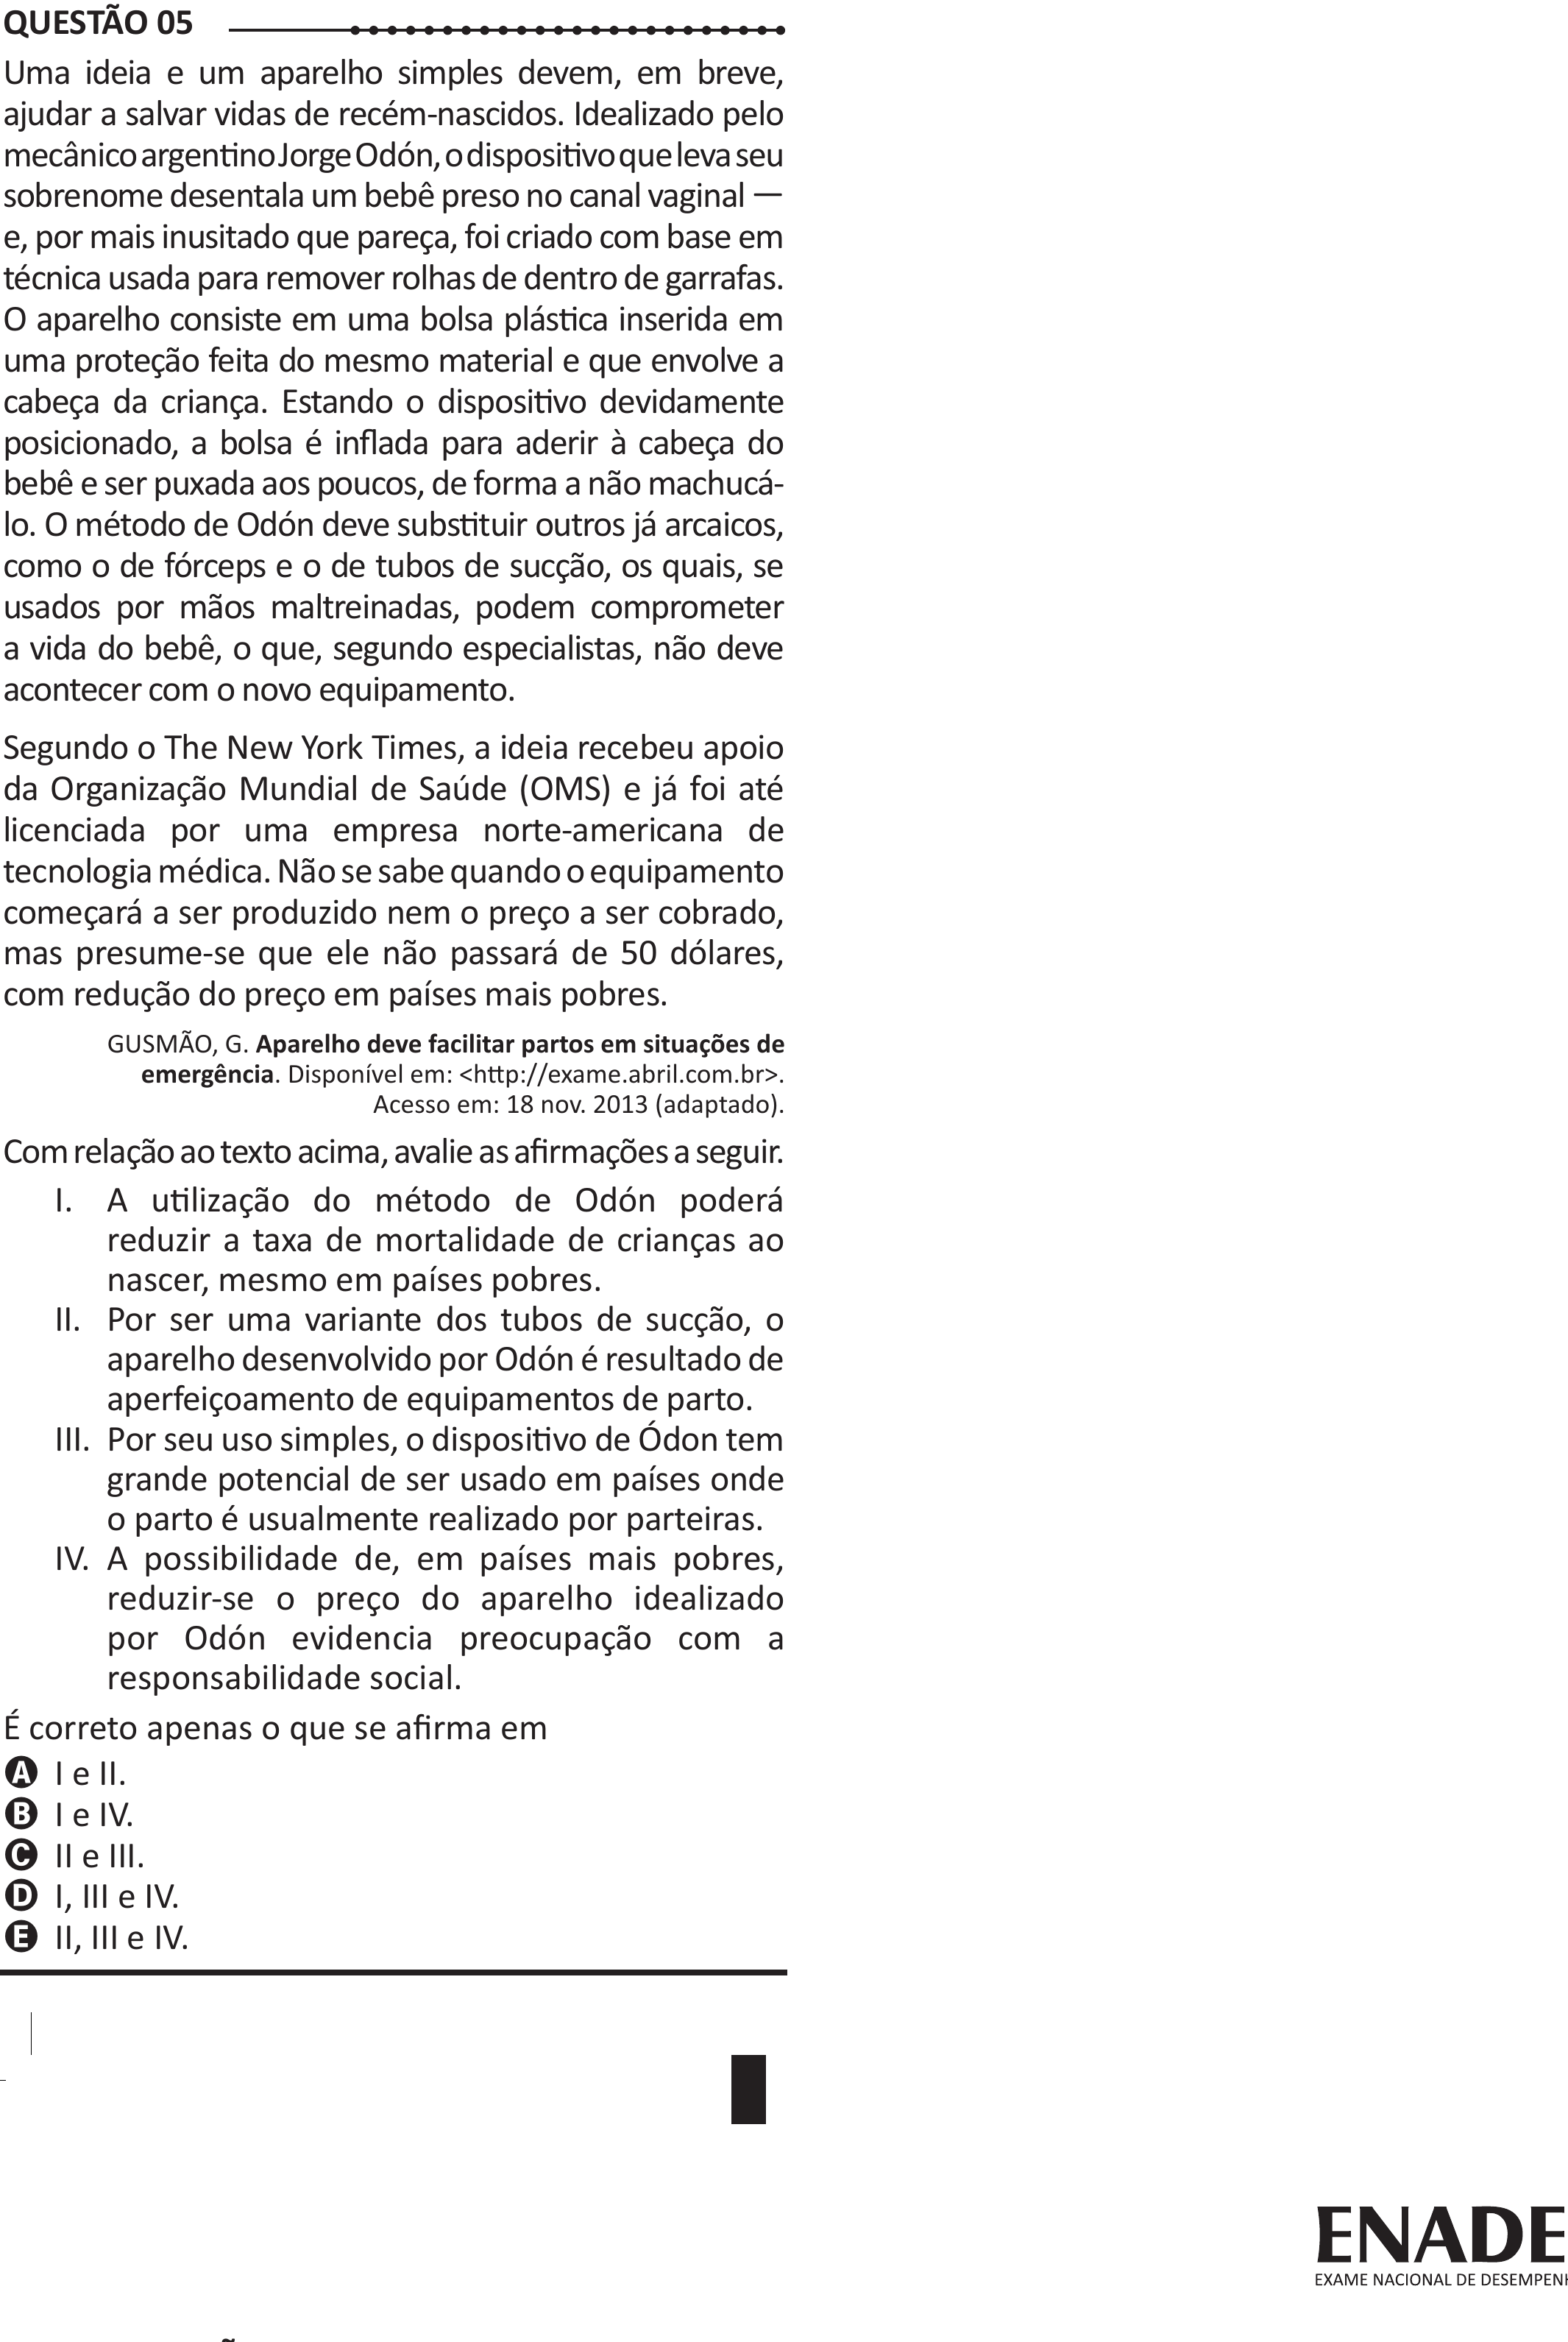 QUESTÃO 05
Uma ideia e um aparelho simples devem, em breve,
ajudar a salvar vidas de recém-nascidos. Idealizado pelo
mecânico argentino Jorge Odón, o dispositivo que leva seu
sobrenome desentala um bebê preso no canal vaginal —
e, por mais inusitado que pareça, foi criado com base em
técnica usada para remover rolhas de dentro de garrafas.
O aparelho consiste em uma bolsa plástica inserida em
uma proteção feita do mesmo material e que envolve a
cabeça da criança. Estando o dispositivo devidamente
posicionado, a bolsa é inflada para aderir à cabeça do
bebê e ser puxada aos poucos, de forma a não machucá-
lo. O método de Odón deve substituir outros já arcaicos,
como o de fórceps e o de tubos de sucção, os quais, se
usados por mãos maltreinadas, podem comprometer
a vida do bebê, o que, segundo especialistas, não deve
acontecer com o novo equipamento.
Segundo o The New York Times, a ideia recebeu apoio
da Organização Mundial de Saúde (OMS) e já foi até
licenciada por uma empresa norte-americana de
tecnologia médica. Não se sabe quando o equipamento
começará a ser produzido nem o preço a ser cobrado,
mas presume-se que ele não passará de 50 dólares,
com redução do preço em países mais pobres.
GUSMÃO, G. Aparelho deve facilitar partos em situações de
emergência. Disponível em: <http://exame.abril.com.br>.
Acesso em: 18 nov. 2013 (adaptado).
Com relação ao texto acima, avalie as afirmações a seguir.
I. A utilização do método de Odón poderá
reduzir a taxa de mortalidade de crianças ao
nascer, mesmo em países pobres.
II. Por ser uma variante dos tubos de sucção, o
aparelho desenvolvido por Odón é resultado de
aperfeiçoamento de equipamentos de parto.
III. Por seu uso simples, o dispositivo de Ódon tem
grande potencial de ser usado em países onde
o parto é usualmente realizado por parteiras.
IV. A possibilidade de, em países mais pobres,
reduzir-se o preço do aparelho idealizado
por Odón evidencia preocupação com a
responsabilidade social.
É correto apenas o que se afirma em
A I e II.
B I e IV.
C II e III.
D I, III e IV.
E II, III e IV.
ENADE
EXAME NACIONAL DE